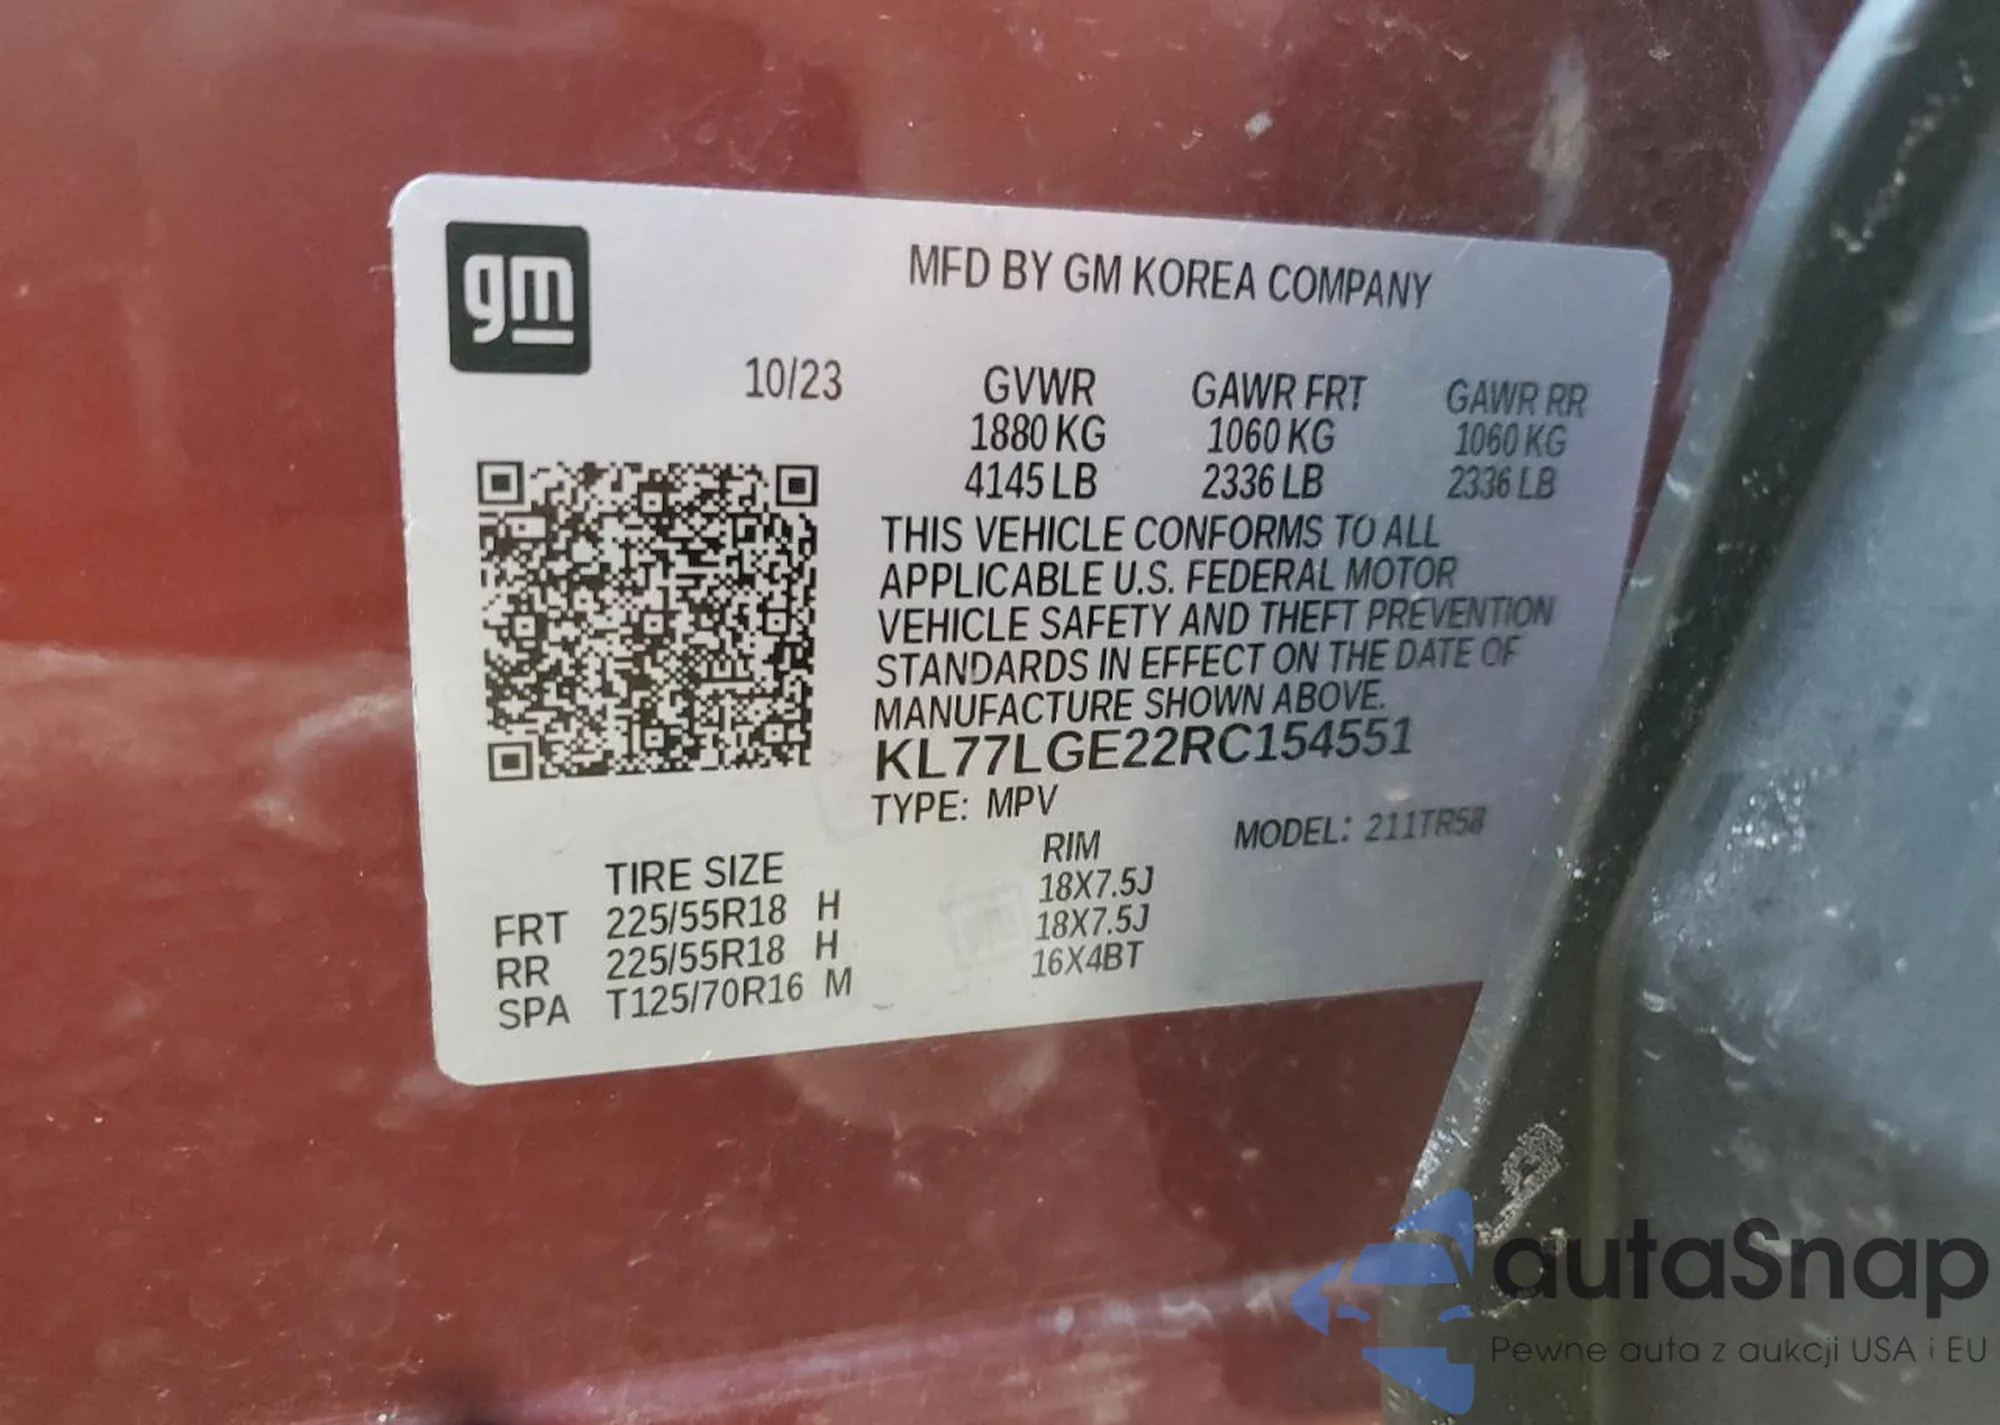 gm
MFD BY GM KOREA COMPANY
10/23 GVWR GAWR FRT GAWR RR
1880 KG 1060 KG 1060 KG
4145 LB 2336 LB 2336 LB
THIS VEHICLE CONFORMS TO ALL
APPLICABLE U.S. FEDERAL MOTOR
VEHICLE SAFETY AND THEFT PREVENTION
STANDARDS IN EFFECT ON THE DATE OF
MANUFACTURE SHOWN ABOVE.
KL77LGE22RC154551
TYPE: MPV MODEL: 211TR58
TIRE SIZE RIM
FRT 225/55R18 H 18X7.5J
RR 225/55R18 H 18X7.5J
SPA T125/70R16 M 16X4BT
autaSnap
Pewne auta z aukcji USA i EU